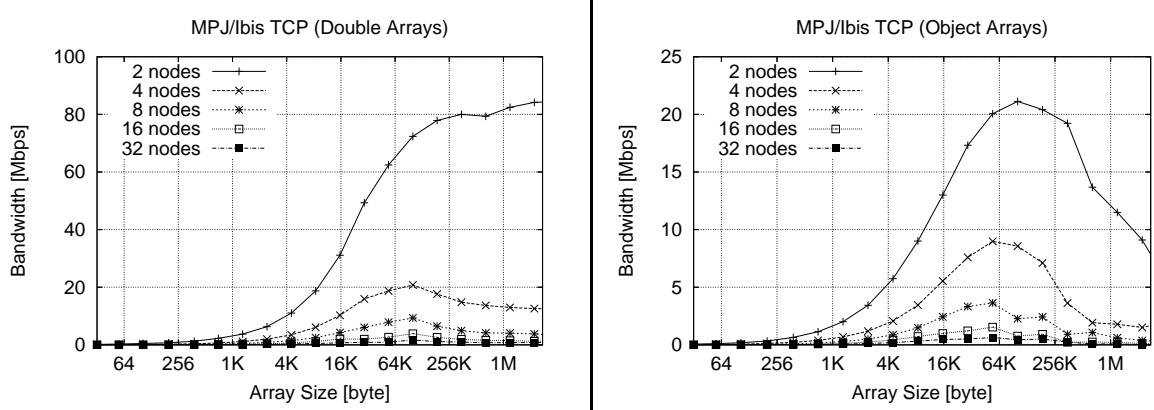 MPJ/Ibis TCP (Double Arrays)
100
80
60
40
20
0
Bandwidth [Mbps]
2 nodes
4 nodes
8 nodes
16 nodes
32 nodes
64 256 1K 4K 16K 64K 256K 1M
Array Size [byte]
MPJ/Ibis TCP (Object Arrays)
25
20
15
10
5
0
Bandwidth [Mbps]
2 nodes
4 nodes
8 nodes
16 nodes
32 nodes
64 256 1K 4K 16K 64K 256K 1M
Array Size [byte]